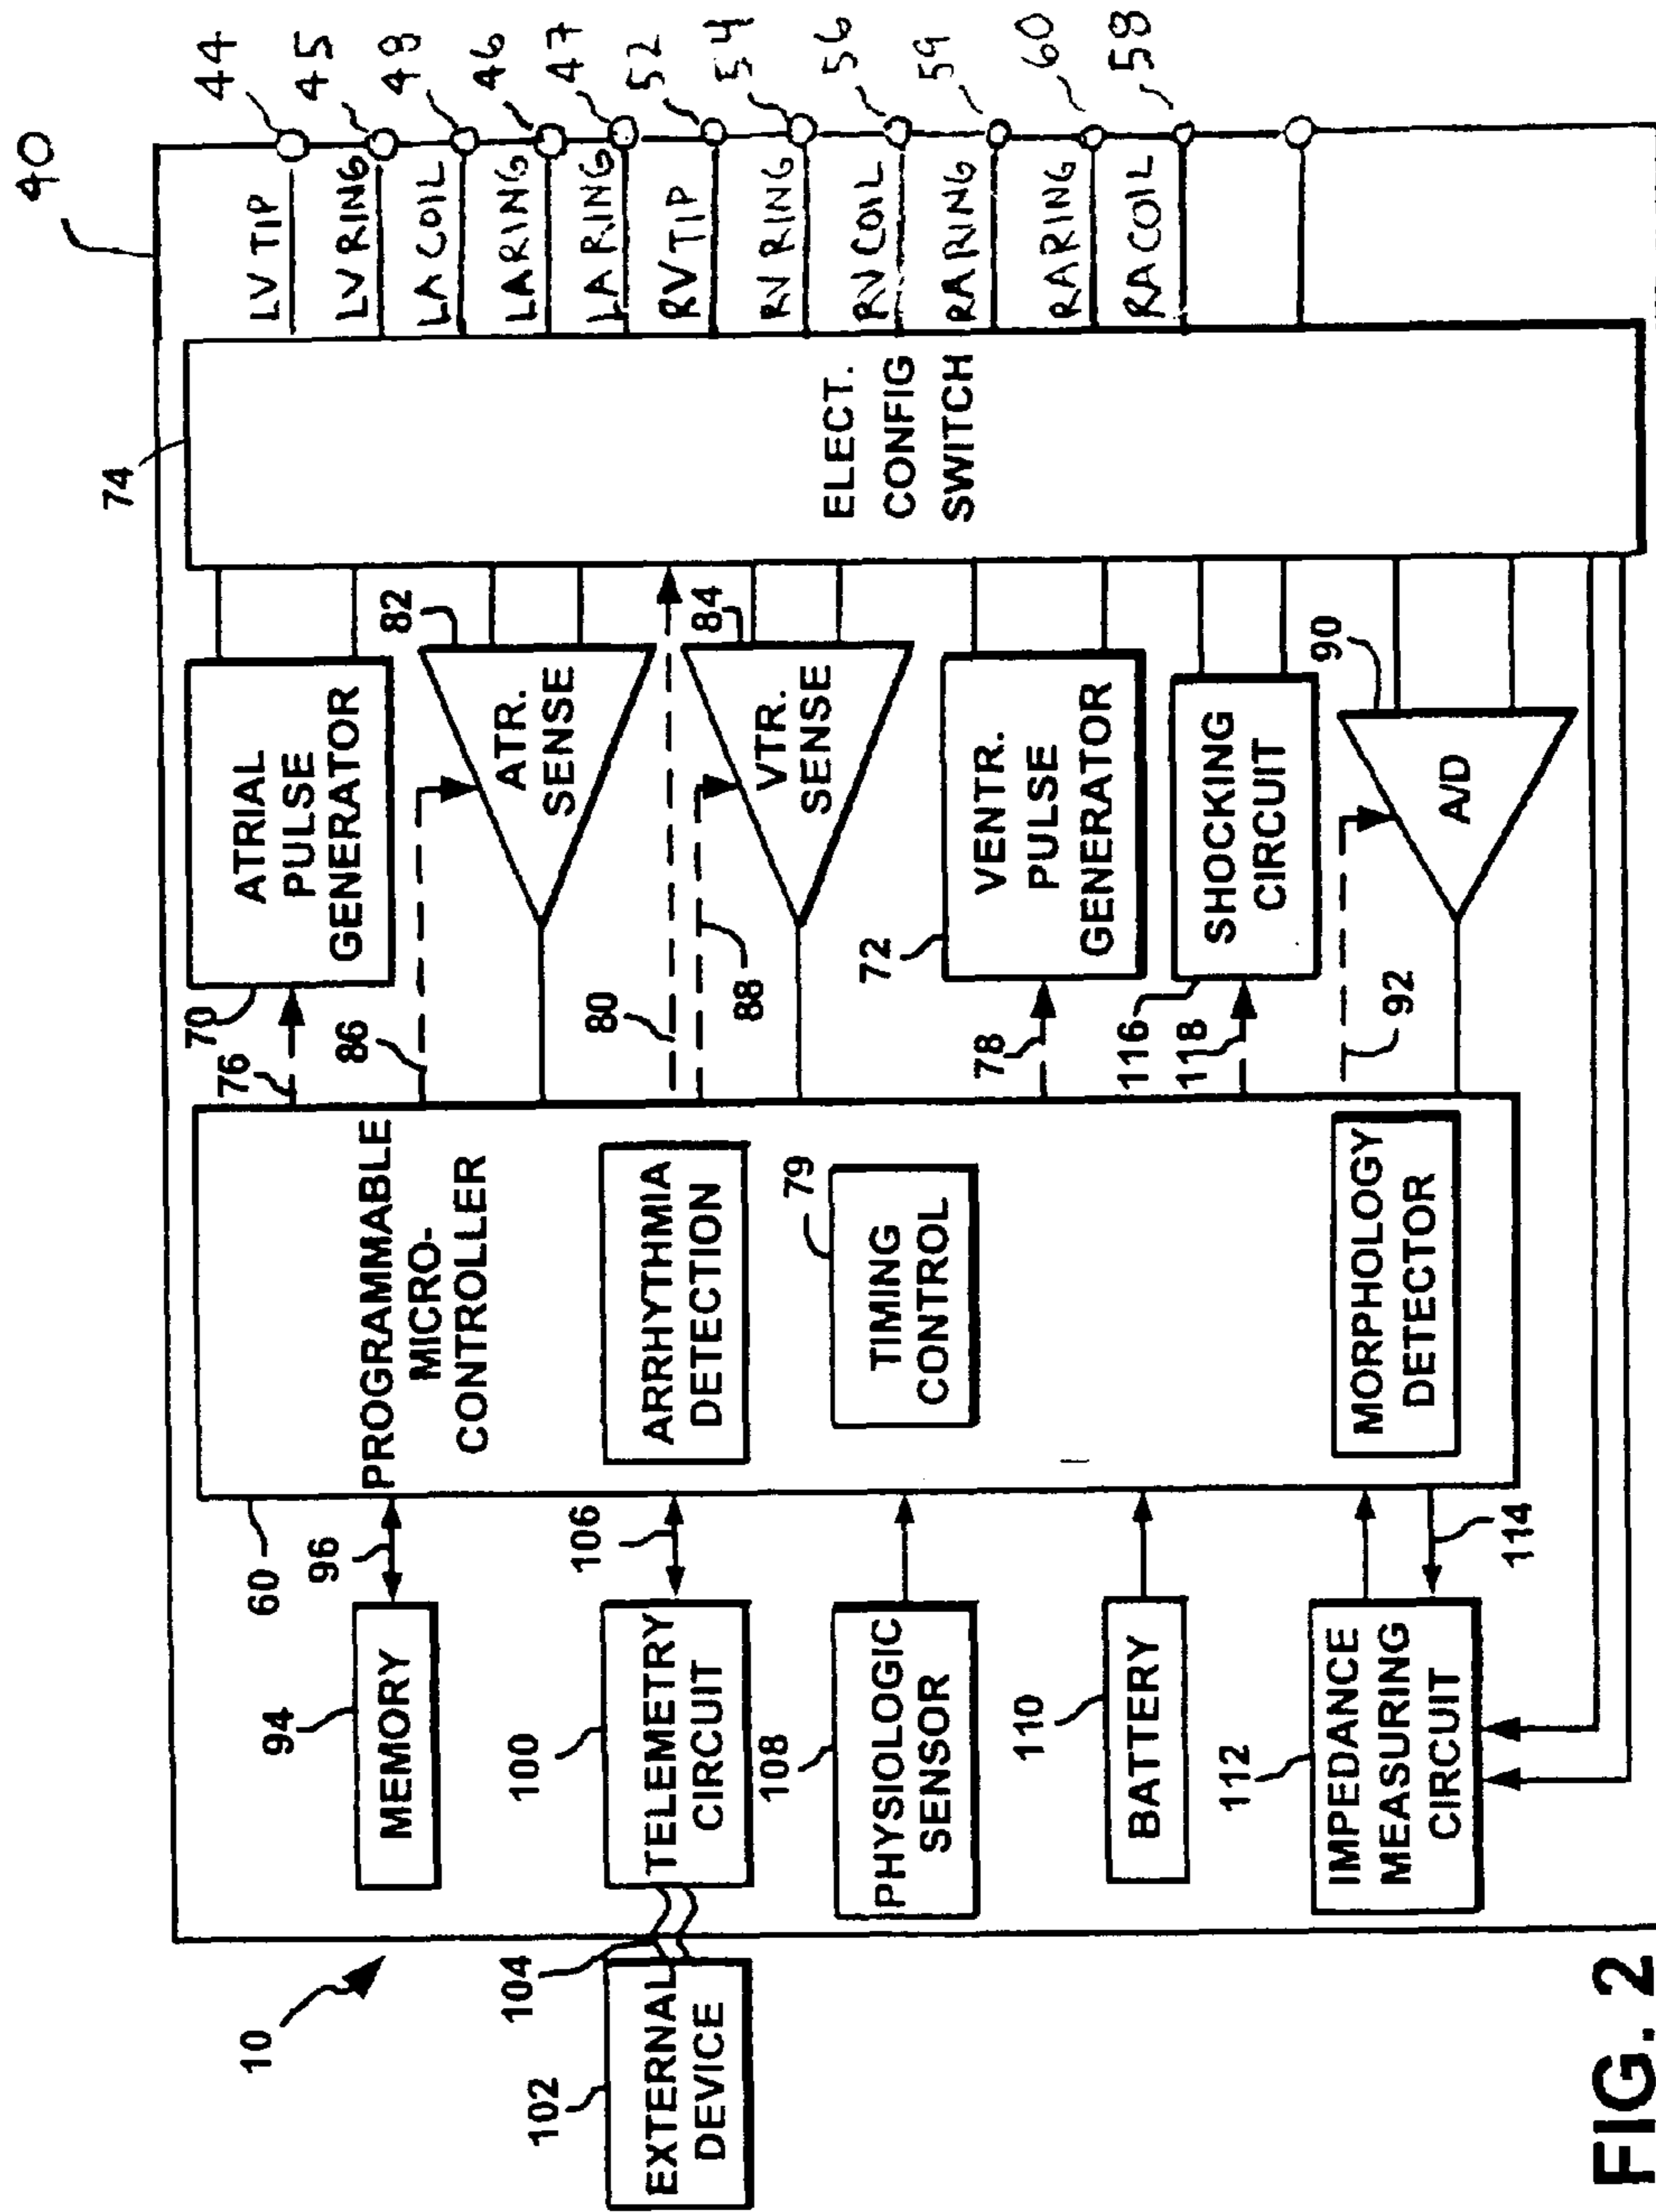 40
LV TIP
44
LV RING
45
LA COIL
48
LA RING
46
LA RING
47
RV TIP
52
RV RING
54
RV COIL
56
RA RING
59
RA RING
60
RA COIL
58
74
ELECT.
CONFIG
SWITCH
ATRIAL
PULSE
GENERATOR
70
76
82
ATR.
SENSE
86
80
84
VTR.
SENSE
88
VENTR.
PULSE
GENERATOR
72
78
SHOCKING
CIRCUIT
116
118
90
A/D
92
PROGRAMMABLE
MICRO-
CONTROLLER
60
ARRHYTHMIA
DETECTION
79
TIMING
CONTROL
MORPHOLOGY
DETECTOR
96
94
MEMORY
106
100
TELEMETRY
CIRCUIT
108
PHYSIOLOGIC
SENSOR
110
BATTERY
114
112
IMPEDANCE
MEASURING
CIRCUIT
10
104
102
EXTERNAL
DEVICE
FIG. 2